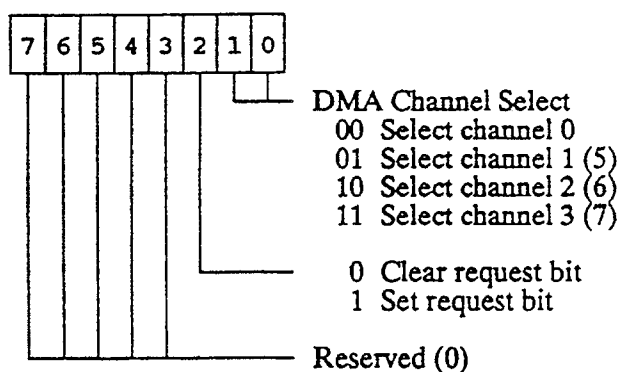 7 6 5 4 3 2 1 0
DMA Channel Select
00 Select channel 0
01 Select channel 1 (5)
10 Select channel 2 (6)
11 Select channel 3 (7)
0 Clear request bit
1 Set request bit
Reserved (0)